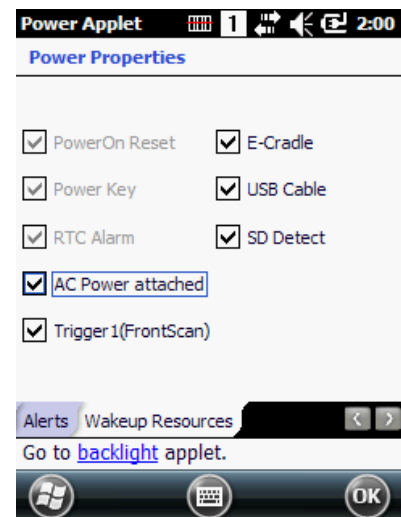 Power Applet 1 2:00
Power Properties
PowerOn Reset E-Cradle
Power Key USB Cable
RTC Alarm SD Detect
AC Power attached
Trigger1(FrontScan)
Alerts Wakeup Resources
Go to backlight applet.
OK